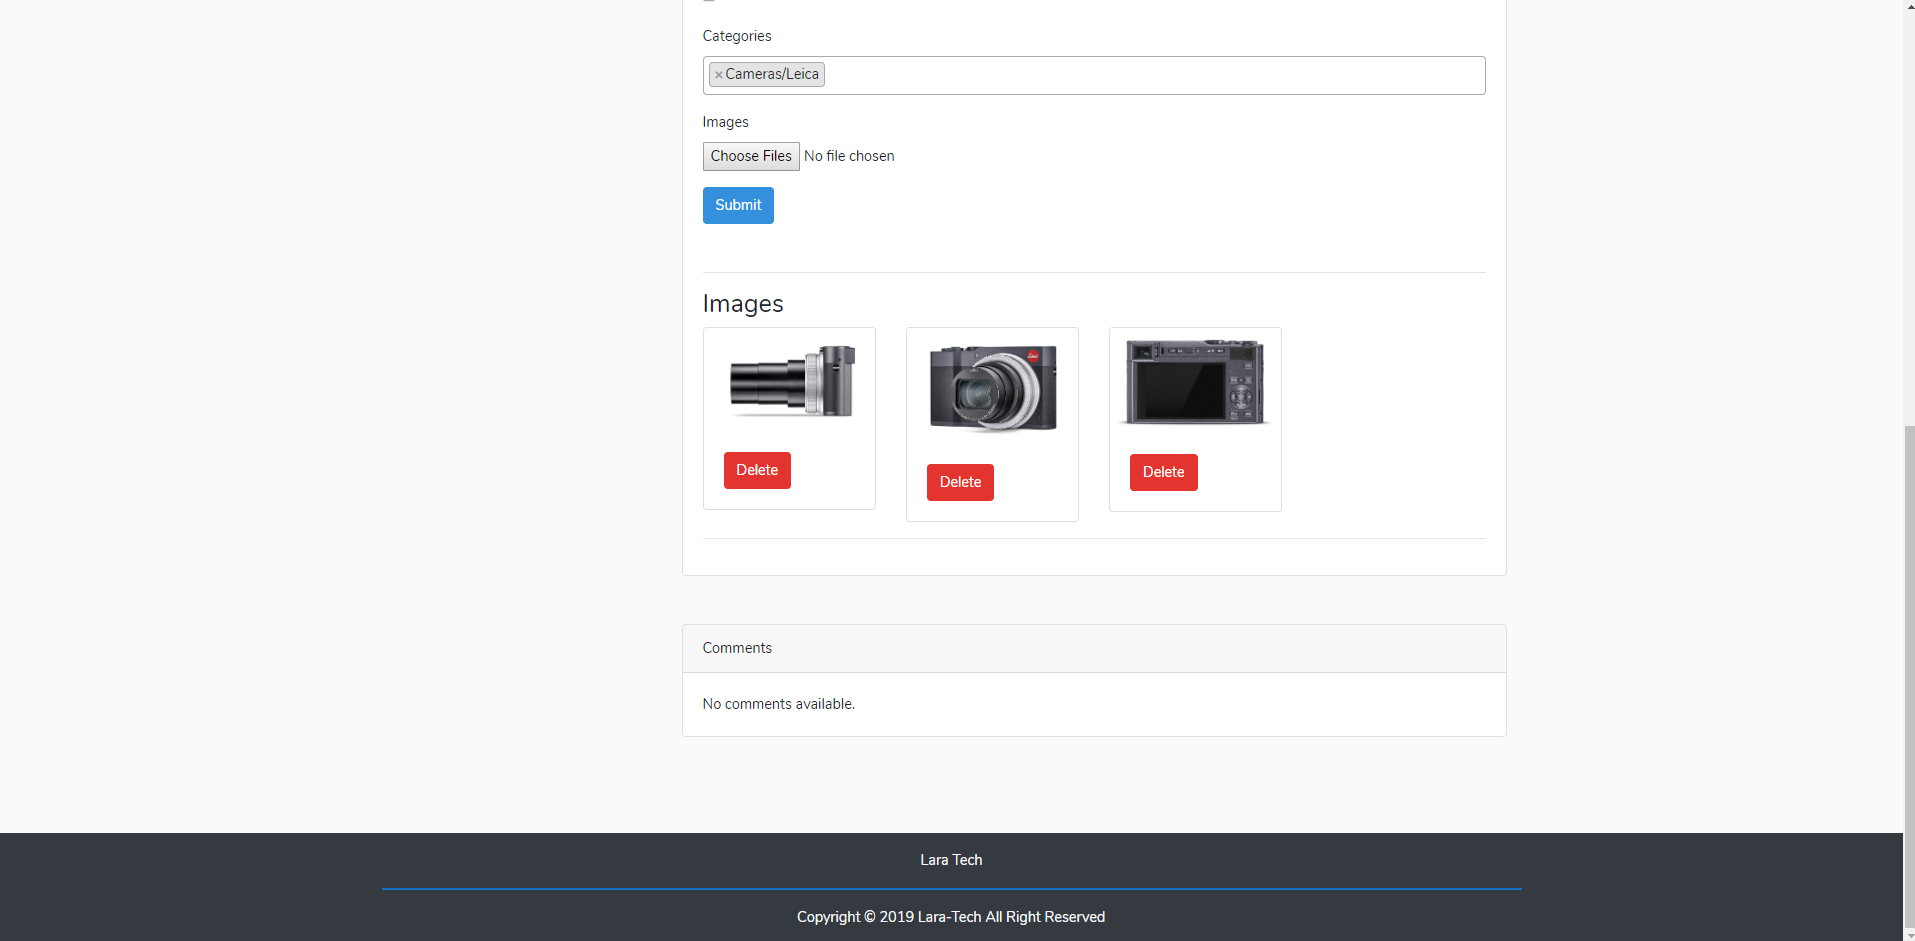 Categories
×Cameras/Leica
Images
Choose Files No file chosen
Submit
Images
Delete
Delete
Delete
Comments
No comments available.
Lara Tech
Copyright © 2019 Lara-Tech All Right Reserved